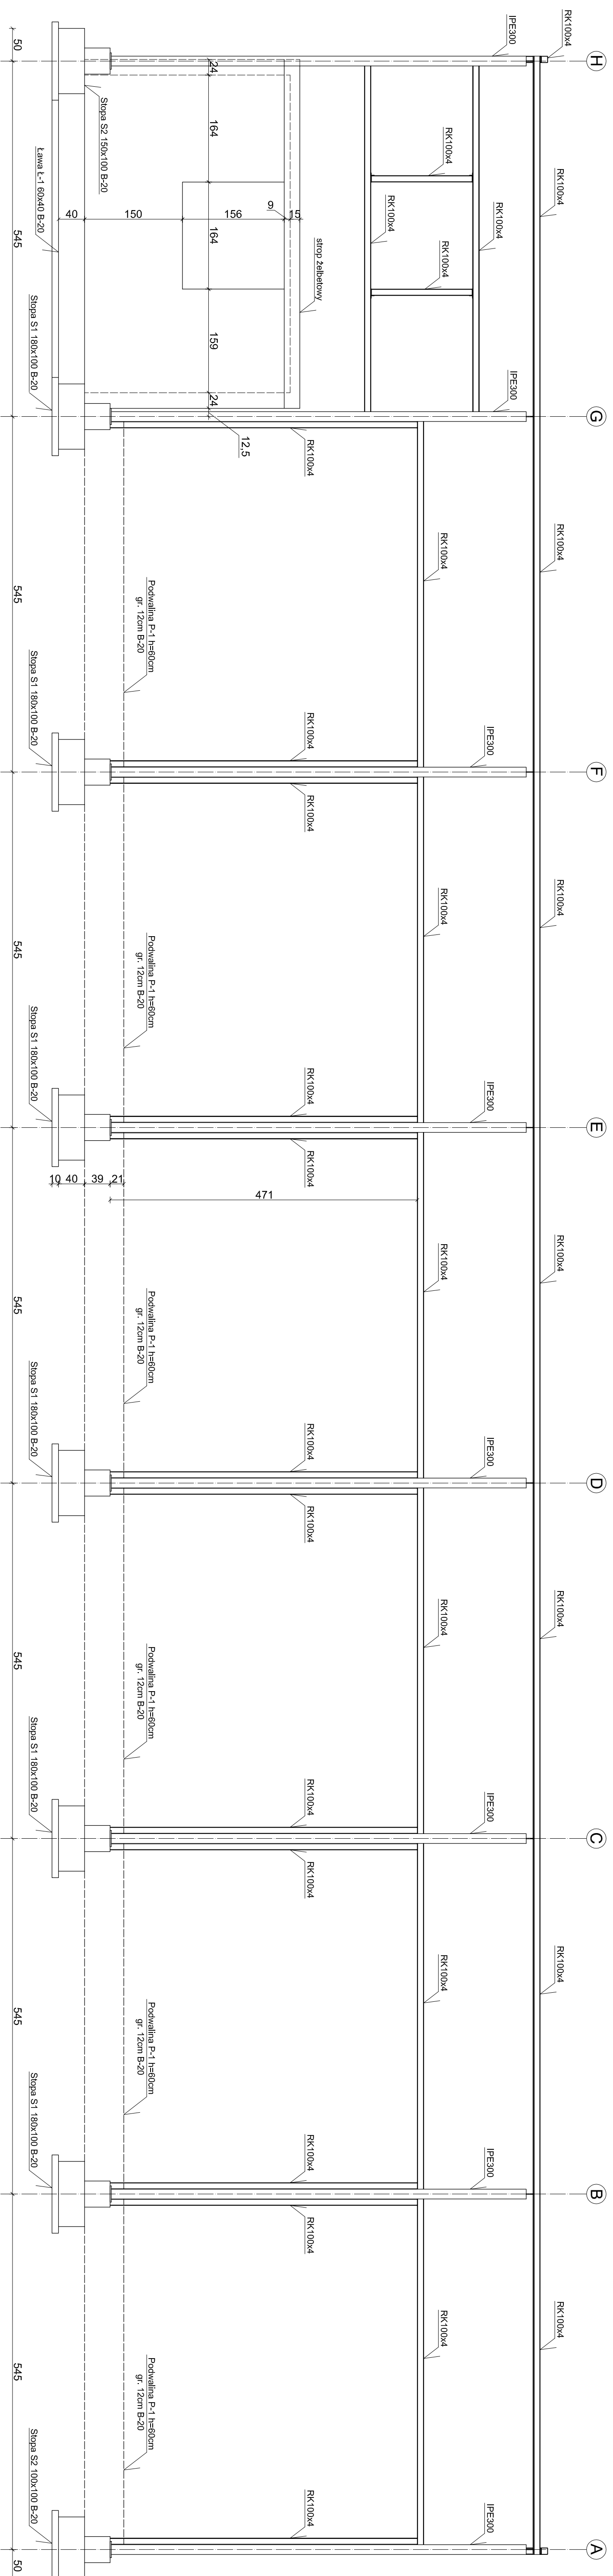 H
G
F
E
D
C
B
A
RK100x4
RK100x4
RK100x4
RK100x4
RK100x4
RK100x4
RK100x4
RK100x4
IPE300
IPE300
IPE300
IPE300
IPE300
IPE300
IPE300
IPE300
RK100x4
RK100x4
RK100x4
RK100x4
RK100x4
RK100x4
RK100x4
RK100x4
RK100x4
RK100x4
strop żelbetowy
RK100x4
RK100x4
RK100x4
RK100x4
RK100x4
RK100x4
RK100x4
RK100x4
RK100x4
RK100x4
RK100x4
RK100x4
15
9
156
150
40
24
164
164
159
24
12,5
471
21
39
40
10
Podwalina P-1 h=60cm
gr. 12cm B-20
Podwalina P-1 h=60cm
gr. 12cm B-20
Podwalina P-1 h=60cm
gr. 12cm B-20
Podwalina P-1 h=60cm
gr. 12cm B-20
Podwalina P-1 h=60cm
gr. 12cm B-20
Podwalina P-1 h=60cm
gr. 12cm B-20
Stopa S2 150x100 B-20
Ława Ł-1 60x40 B-20
Stopa S1 180x100 B-20
Stopa S1 180x100 B-20
Stopa S1 180x100 B-20
Stopa S1 180x100 B-20
Stopa S1 180x100 B-20
Stopa S1 180x100 B-20
Stopa S2 100x100 B-20
50
545
545
545
545
545
545
545
50